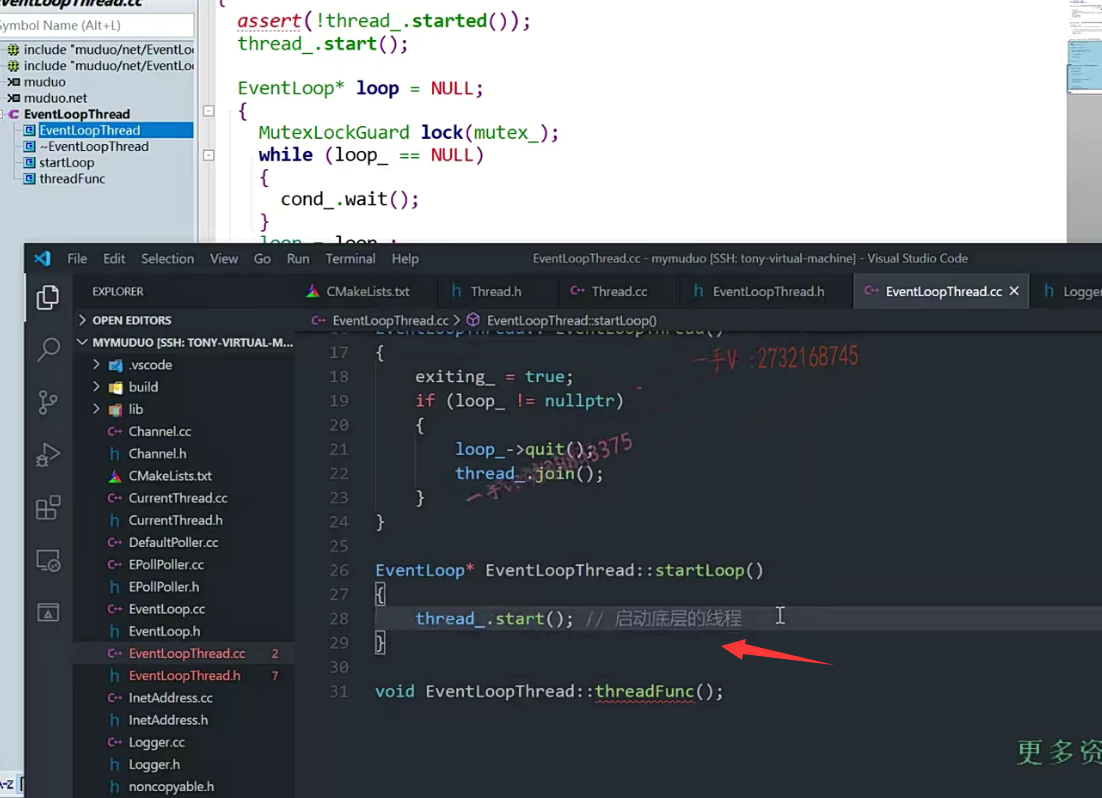 EventLoopThread.cc
Symbol Name (Alt+L)
include "muduo/net/EventLo
include "muduo/net/EventLo
muduo
muduo.net
EventLoopThread
EventLoopThread
~EventLoopThread
startLoop
threadFunc
assert(!thread_.started());
thread_.start();
EventLoop* loop = NULL;
{
MutexLockGuard lock(mutex_);
while (loop_ == NULL)
{
cond_.wait();
}
loop = loop_;
File Edit Selection View Go Run Terminal Help
EventLoopThread.cc - mymuduo [SSH: tony-virtual-machine] - Visual Studio Code
EXPLORER
CMakeLists.txt
Thread.h
Thread.cc
EventLoopThread.h
EventLoopThread.cc
Logger
OPEN EDITORS
MYMUDUO [SSH: TONY-VIRTUAL-M...
.vscode
build
lib
Channel.cc
Channel.h
CMakeLists.txt
CurrentThread.cc
CurrentThread.h
DefaultPoller.cc
EPollPoller.cc
EPollPoller.h
EventLoop.cc
EventLoop.h
EventLoopThread.cc 2
EventLoopThread.h 7
InetAddress.cc
InetAddress.h
Logger.cc
Logger.h
noncopyable.h
A-Z
EventLoopThread.cc > EventLoopThread::startLoop()
16 EventLoopThread::~EventLoopThread()
17 {
18 exiting_ = true;
19 if (loop_ != nullptr)
20 {
21 loop_->quit();
22 thread_.join();
23 }
24 }
25
26 EventLoop* EventLoopThread::startLoop()
27 {
28 thread_.start(); // 启动底层的线程
29 }
30
31 void EventLoopThread::threadFunc();
一手V:2732168745
一手V:
3375
更多资